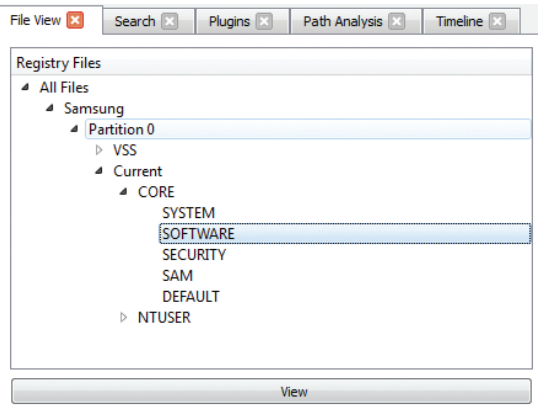 File View Search Plugins Path Analysis Timeline
Registry Files
All Files
Samsung
Partition 0
VSS
Current
CORE
SYSTEM
SOFTWARE
SECURITY
SAM
DEFAULT
NTUSER
View